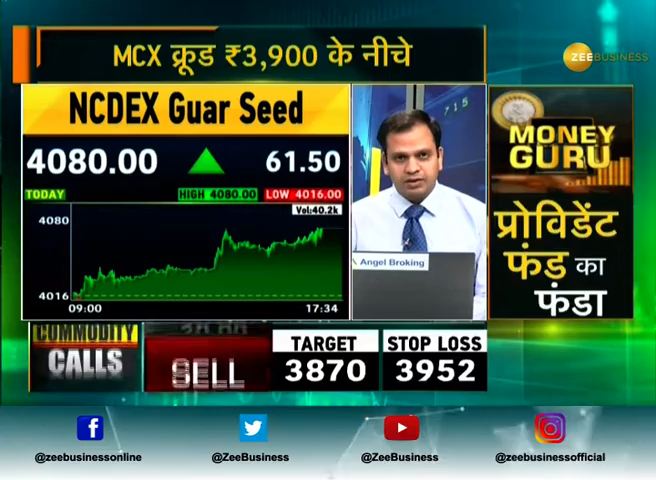 MCX क्रूड ₹3,900 के नीचे
ZEEBUSINESS
NCDEX Guar Seed
4080.00 61.50
TODAY HIGH 4080.00 LOW 4016.00
Vol:40.2k
4080
4016
09:00 17:34
715
Angel Broking
MONEY
GURU
प्रोविडेंट
फंड का
फंडा
COMMODITY
CALLS
SELL
TARGET
3870
STOP LOSS
3952
@zeebusinessonline
@ZeeBusiness
@ZeeBusiness
@zeebusinessofficial